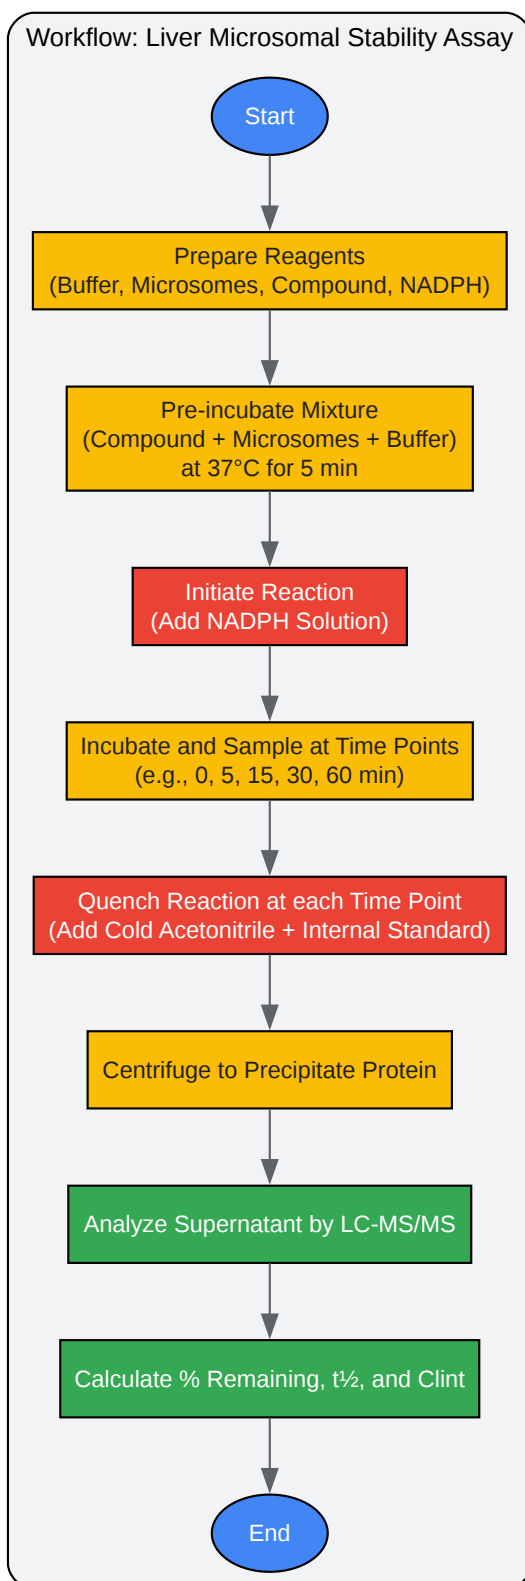 Workflow: Liver Microsomal Stability Assay
Start
Prepare Reagents
(Buffer, Microsomes, Compound, NADPH)
Pre-incubate Mixture
(Compound + Microsomes + Buffer)
at 37°C for 5 min
Initiate Reaction
(Add NADPH Solution)
Incubate and Sample at Time Points
(e.g., 0, 5, 15, 30, 60 min)
Quench Reaction at each Time Point
(Add Cold Acetonitrile + Internal Standard)
Centrifuge to Precipitate Protein
Analyze Supernatant by LC-MS/MS
Calculate % Remaining, t½, and Clint
End